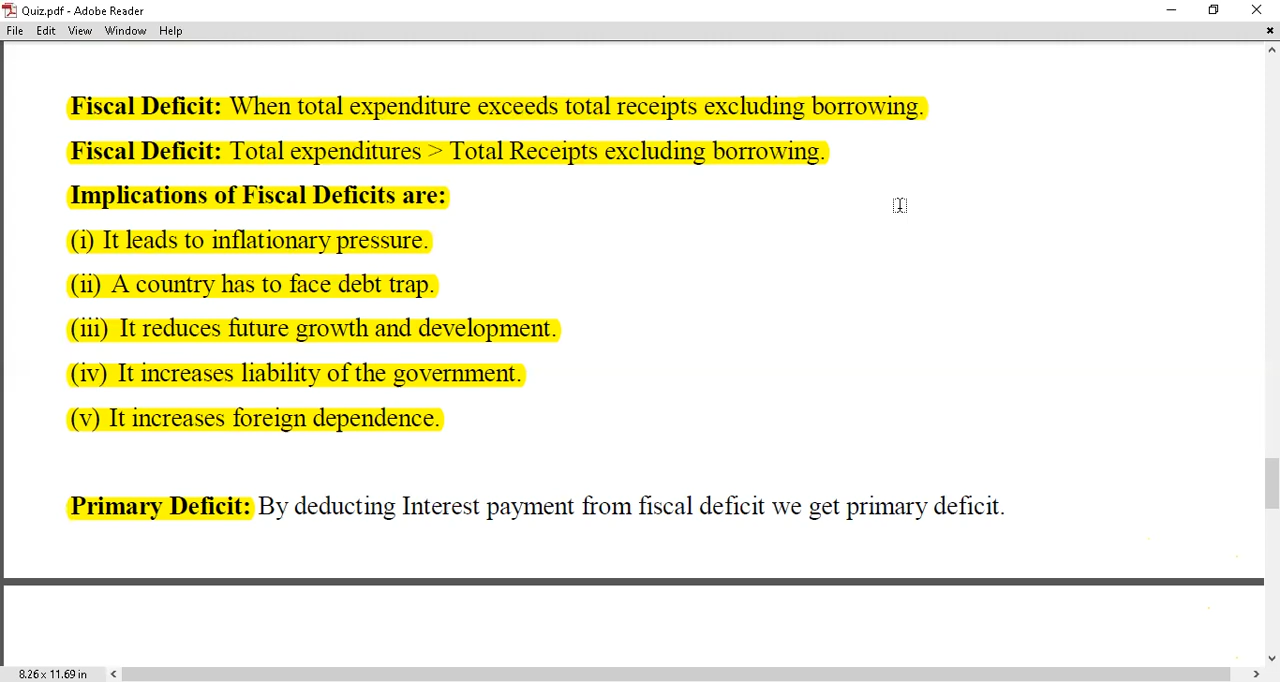 Quiz.pdf - Adobe Reader
File Edit View Window Help
Fiscal Deficit: When total expenditure exceeds total receipts excluding borrowing.
Fiscal Deficit: Total expenditures > Total Receipts excluding borrowing.
Implications of Fiscal Deficits are:
(i) It leads to inflationary pressure.
(ii) A country has to face debt trap.
(iii) It reduces future growth and development.
(iv) It increases liability of the government.
(v) It increases foreign dependence.
Primary Deficit: By deducting Interest payment from fiscal deficit we get primary deficit.
8.26 x 11.69 in